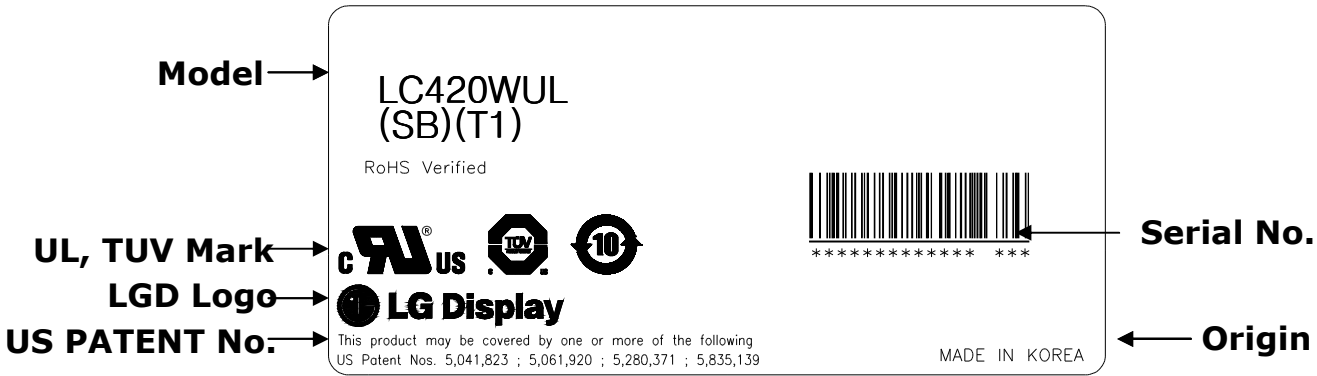 Model
LC420WUL
(SB)(T1)
RoHS Verified
UL, TUV Mark
c RU ® US
TÜV
10
Serial No.
************* ***
LGD Logo
LG Display
US PATENT No.
This product may be covered by one or more of the following
US Patent Nos. 5,041,823 ; 5,061,920 ; 5,280,371 ; 5,835,139
MADE IN KOREA
Origin